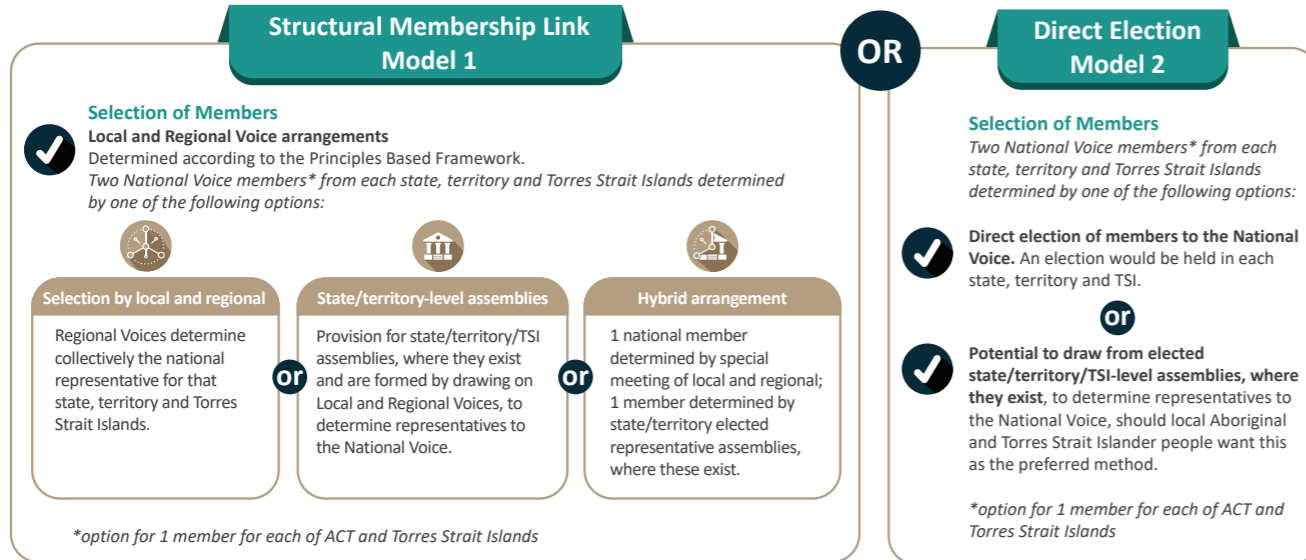 Structural Membership Link
Model 1
Selection of Members
Local and Regional Voice arrangements
Determined according to the Principles Based Framework.
Two National Voice members* from each state, territory and Torres Strait Islands determined
by one of the following options:
Selection by local and regional
Regional Voices determine
collectively the national
representative for that
state, territory and Torres
Strait Islands.
or
State/territory-level assemblies
Provision for state/territory/TSI
assemblies, where they exist
and are formed by drawing on
Local and Regional Voices, to
determine representatives to
the National Voice.
or
Hybrid arrangement
1 national member
determined by special
meeting of local and regional;
1 member determined by
state/territory elected
representative assemblies,
where these exist.
*option for 1 member for each of ACT and Torres Strait Islands
OR
Direct Election
Model 2
Selection of Members
Two National Voice members* from each
state, territory and Torres Strait Islands
determined by one of the following options:
Direct election of members to the National
Voice. An election would be held in each
state, territory and TSI.
or
Potential to draw from elected
state/territory/TSI-level assemblies, where
they exist, to determine representatives to
the National Voice, should local Aboriginal
and Torres Strait Islander people want this
as the preferred method.
*option for 1 member for each of ACT and
Torres Strait Islands